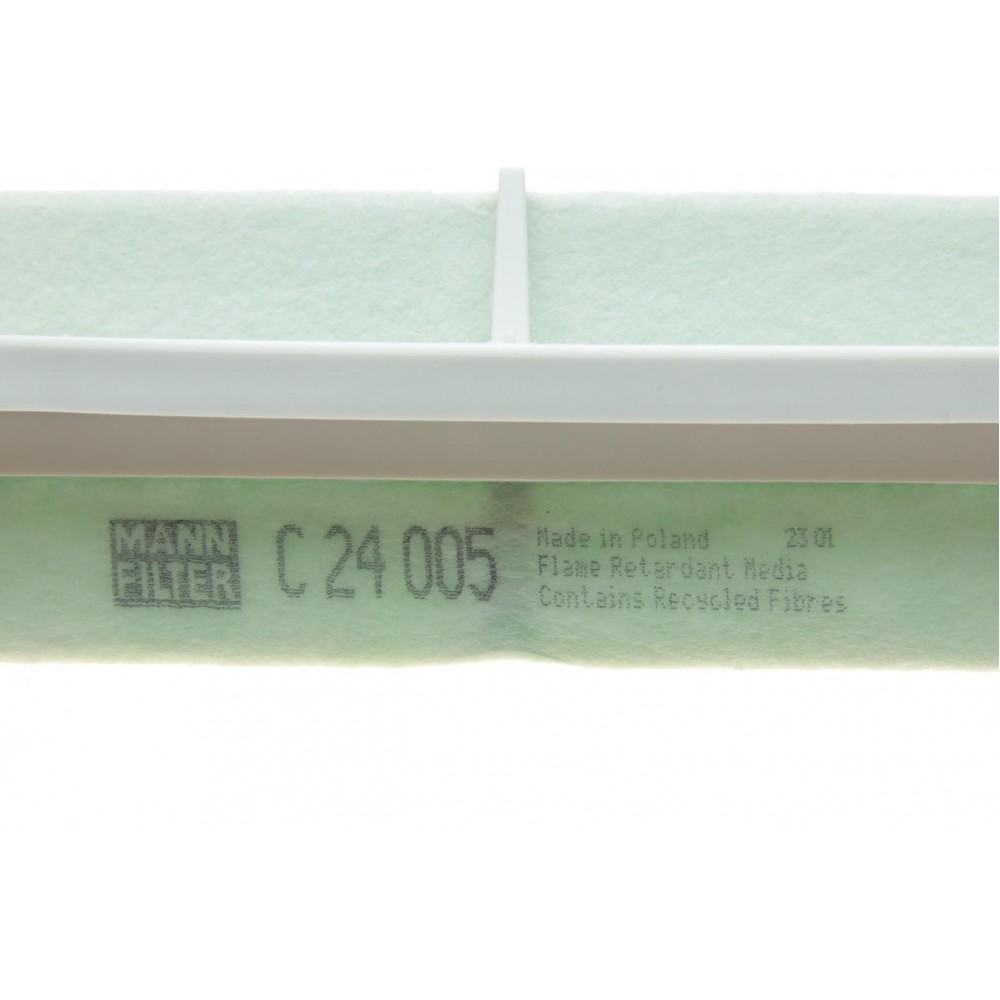 MANN
FILTER
C 24 005
Made in Poland 23 01
Flame Retardant Media
Contains Recycled Fibres